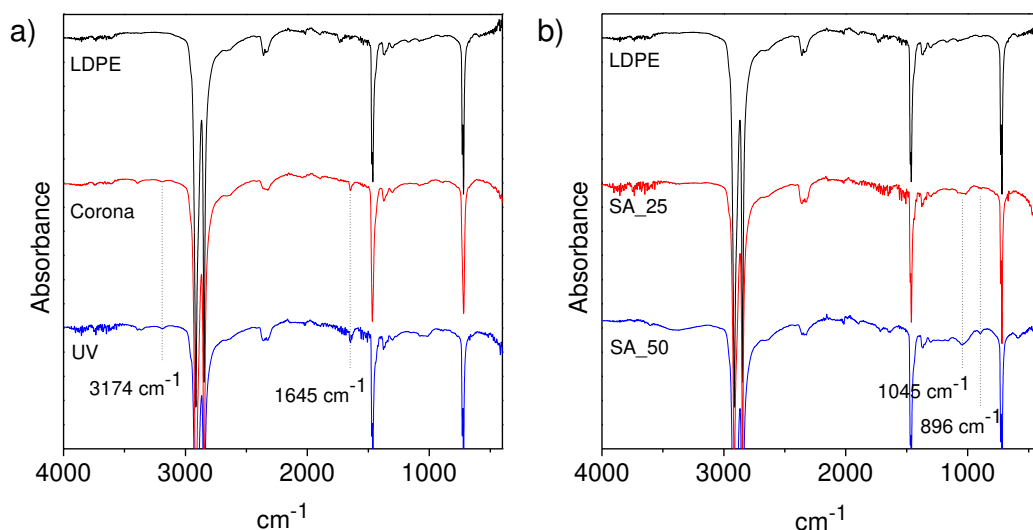 a)
LDPE
Corona
UV
3174 cm⁻¹
1645 cm⁻¹
Absorbance
4000 3000 2000 1000
cm⁻¹
b)
LDPE
SA_25
SA_50
1045 cm⁻¹
896 cm⁻¹
Absorbance
4000 3000 2000 1000
cm⁻¹